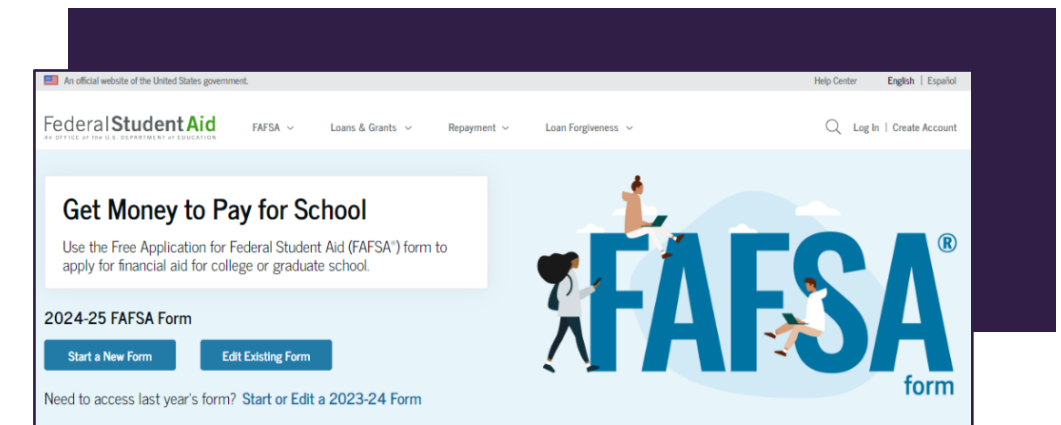 An official website of the United States government.
Help Center English | Español
Federal Student Aid
An OFFICE of the U.S. DEPARTMENT of EDUCATION
FAFSA Loans & Grants Repayment Loan Forgiveness
Log In | Create Account
Get Money to Pay for School
Use the Free Application for Federal Student Aid (FAFSA®) form to
apply for financial aid for college or graduate school.
2024-25 FAFSA Form
Start a New Form Edit Existing Form
Need to access last year's form? Start or Edit a 2023-24 Form
FAFSA®
form